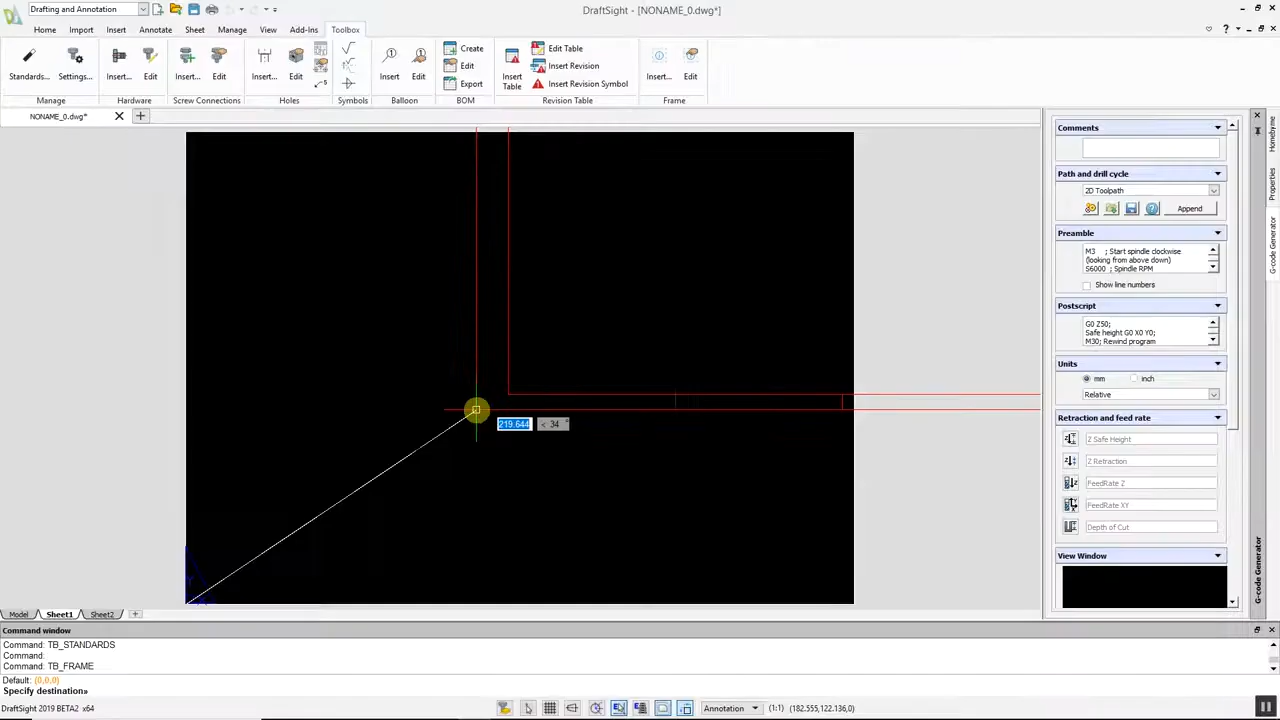 Drafting and Annotation
DraftSight - [NONAME_0.dwg*]
Home Import Insert Annotate Sheet Manage View Add-Ins Toolbox
Standards... Settings... Insert... Edit Insert... Edit Insert... Edit Insert Edit
Create
Edit
Export
Insert Table
Edit Table
Insert Revision
Insert Revision Symbol
Insert... Edit
Manage Hardware Screw Connections Holes Symbols Balloon BOM Revision Table Frame
NONAME_0.dwg*
219.644 < 34 °
Y
X
Comments
Path and drill cycle
2D Toolpath
Append
Preamble
M3 ; Start spindle clockwise
(looking from above down)
S6000 ; Spindle RPM
Show line numbers
Postscript
G0 Z50;
Safe height G0 X0 Y0;
M30; Rewind program
Units
mm inch
Relative
Retraction and feed rate
Z Safe Height
Z Retraction
FeedRate Z
FeedRate XY
Depth of Cut
View Window
Homebyme
Properties
G-code Generator
G-code Generator
Model Sheet1 Sheet2
Command window
Command: TB_STANDARDS
Command:
Command: TB_FRAME
Default: (0,0,0)
Specify destination»
DraftSight 2019 BETA2 x64
Annotation (1:1) (182.555,122.136,0)